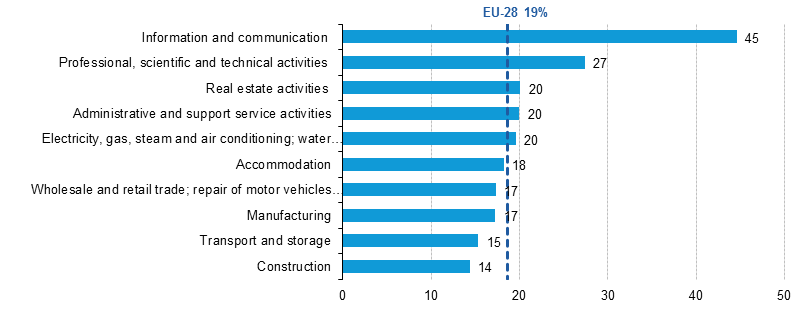 EU-28 19%
Information and communication 45
Professional, scientific and technical activities 27
Real estate activities 20
Administrative and support service activities 20
Electricity, gas, steam and air conditioning; water... 20
Accommodation 18
Wholesale and retail trade; repair of motor vehicles... 17
Manufacturing 17
Transport and storage 15
Construction 14
0 10 20 30 40 50